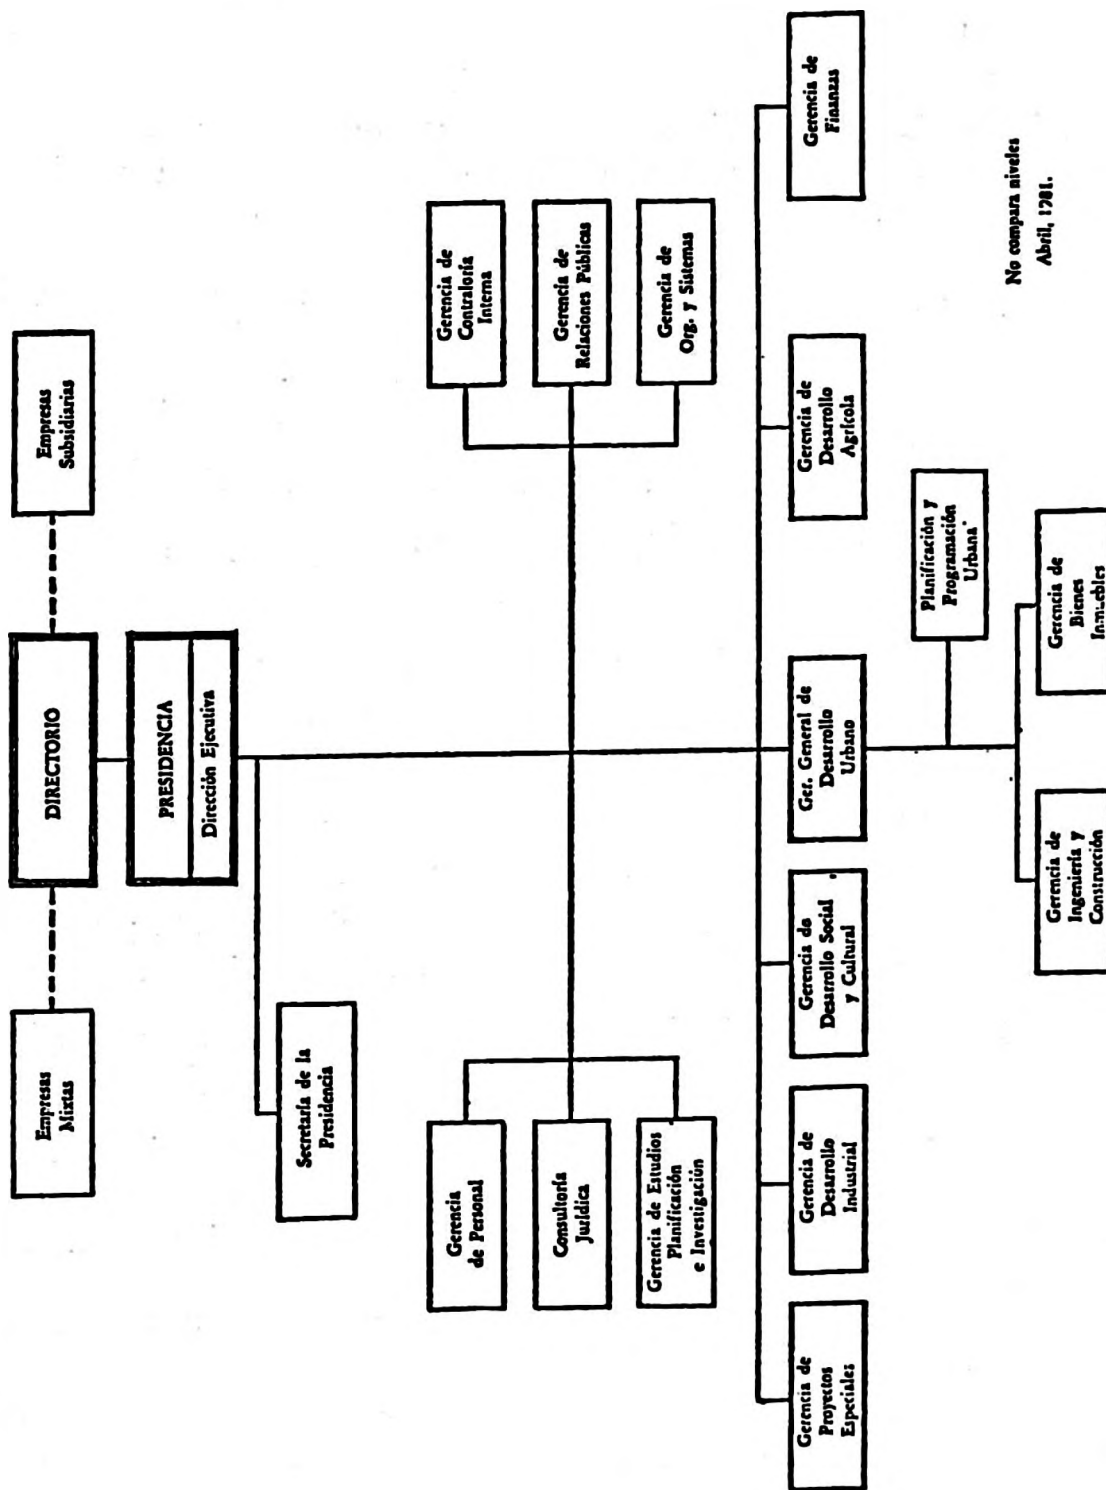 Empresas
Mixtas
DIRECTORIO
Empresas
Subsidiarias
PRESIDENCIA
Dirección Ejecutiva
Secretaría de la
Presidencia
Gerencia
de Personal
Consultoría
Jurídica
Gerencia de Estudios
Planificación
e Investigación
Gerencia de
Contraloría
Interna
Gerencia de
Relaciones Públicas
Gerencia de
Org. y Sistemas
Gerencia de
Proyectos
Especiales
Gerencia de
Desarrollo
Industrial
Gerencia de
Desarrollo Social
y Cultural
Ger. General de
Desarrollo
Urbano
Gerencia de
Desarrollo
Agrícola
Gerencia de
Finanzas
Planificación y
Programación
Urbana
Gerencia de
Ingeniería y
Construcción
Gerencia de
Bienes
Inmuebles
No compara niveles
Abril, 1981.